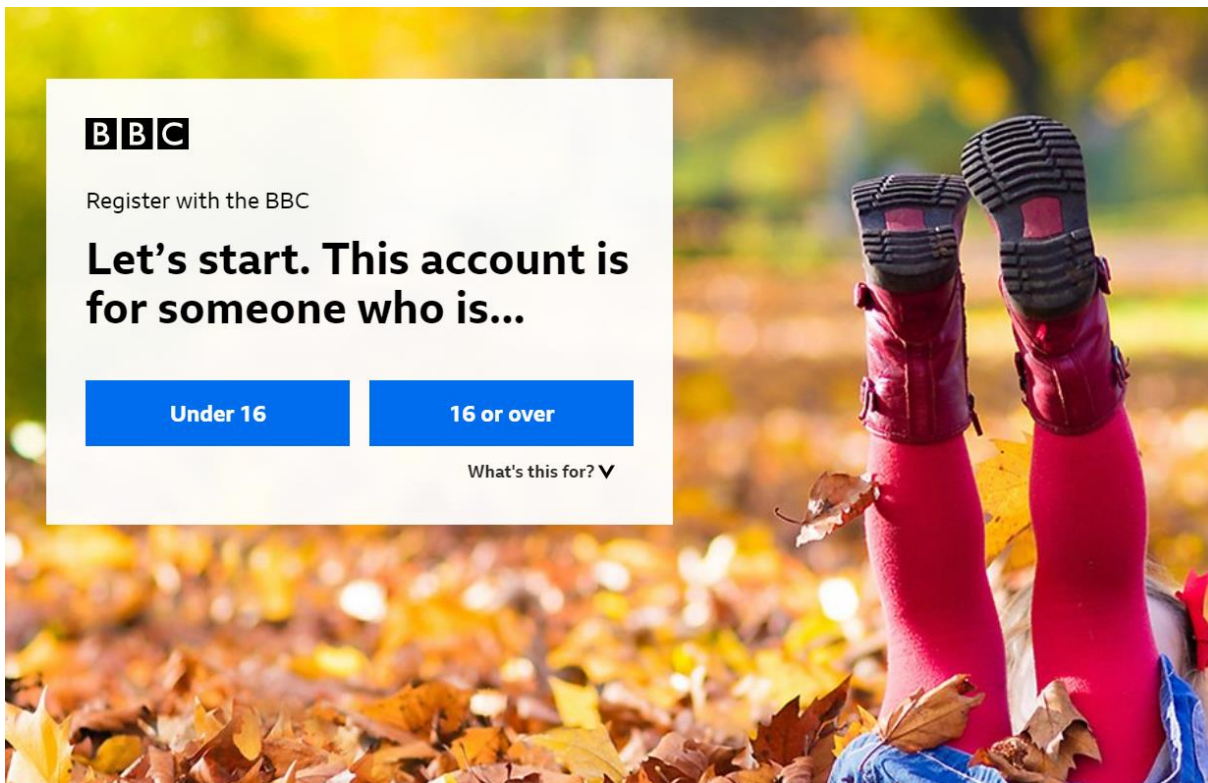 BBC
Register with the BBC
Let’s start. This account is
for someone who is...
Under 16
16 or over
What's this for?